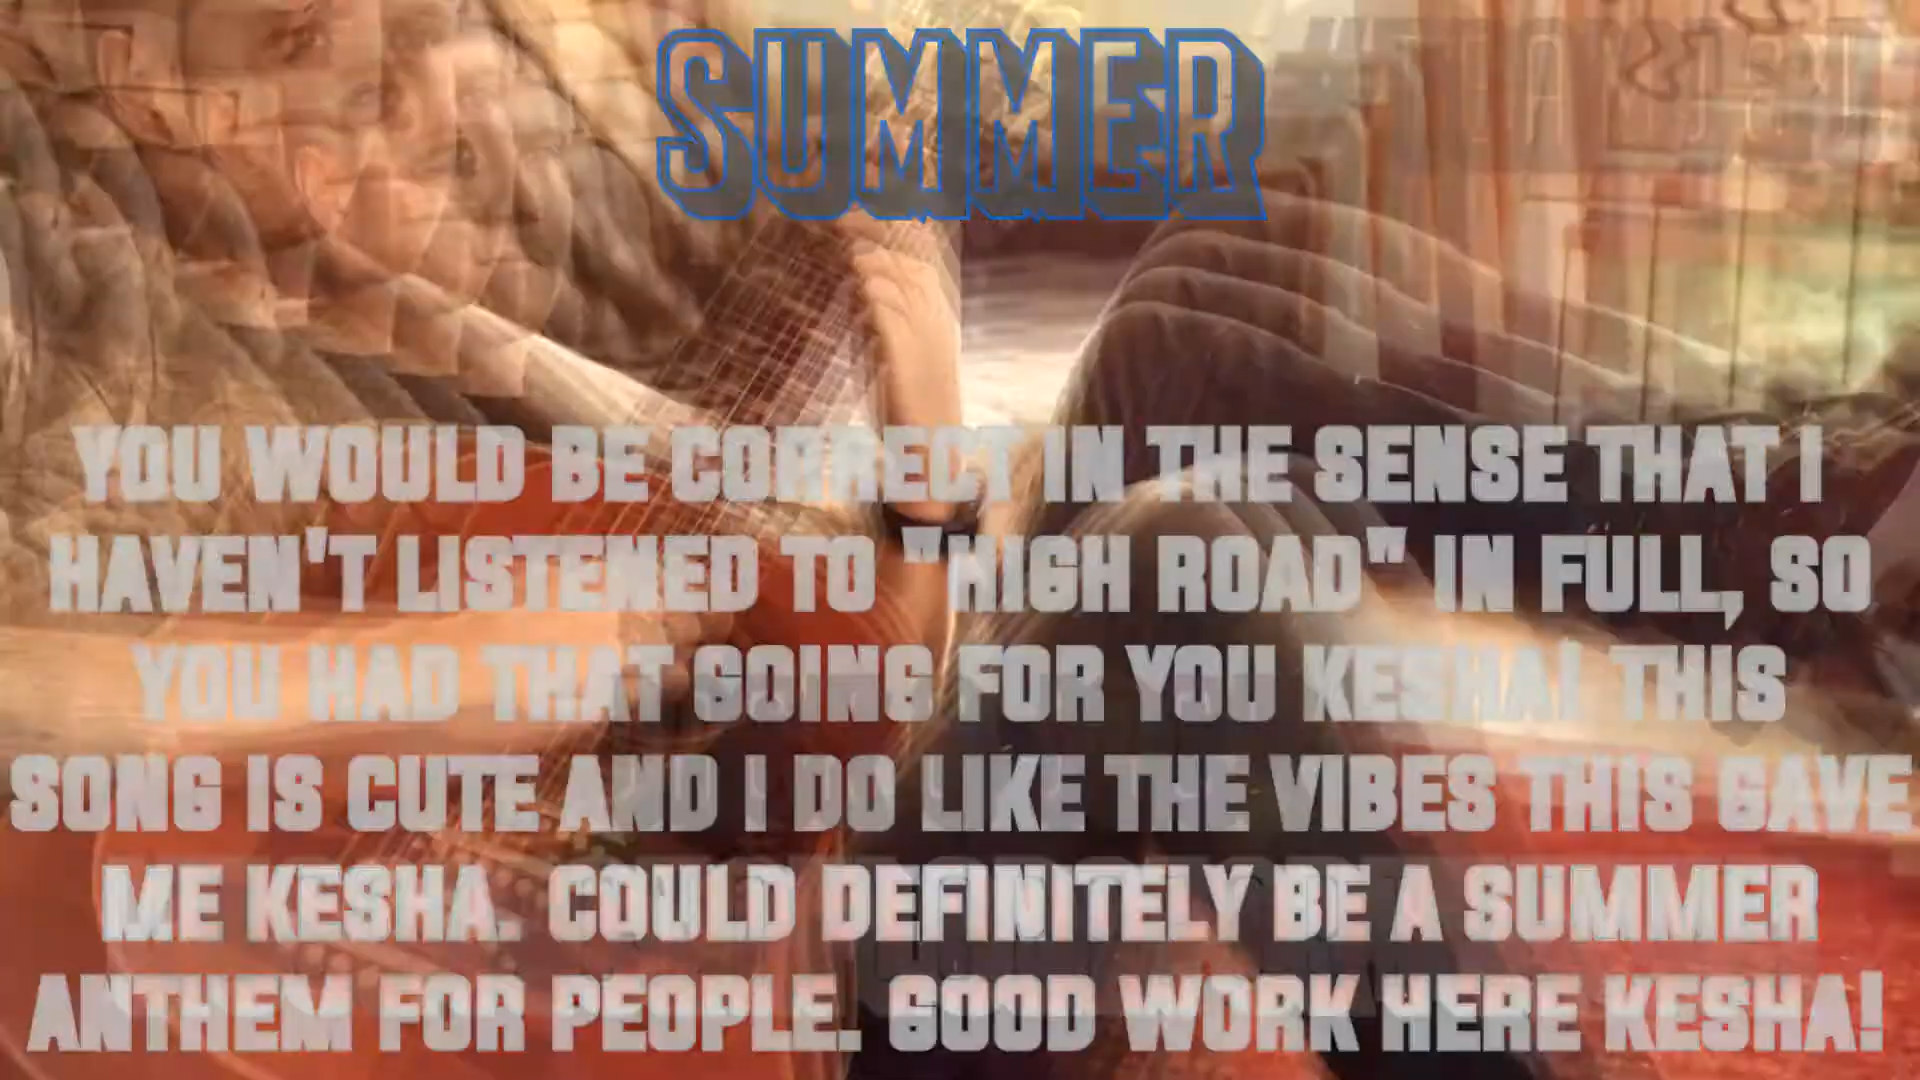 SUMMER
YOU WOULD BE CORRECT IN THE SENSE THAT I
HAVEN'T LISTENED TO "HIGH ROAD" IN FULL, SO
YOU HAD THAT GOING FOR YOU KESHA! THIS
SONG IS CUTE AND I DO LIKE THE VIBES THIS GAVE
ME KESHA. COULD DEFINITELY BE A SUMMER
ANTHEM FOR PEOPLE. GOOD WORK HERE KESHA!